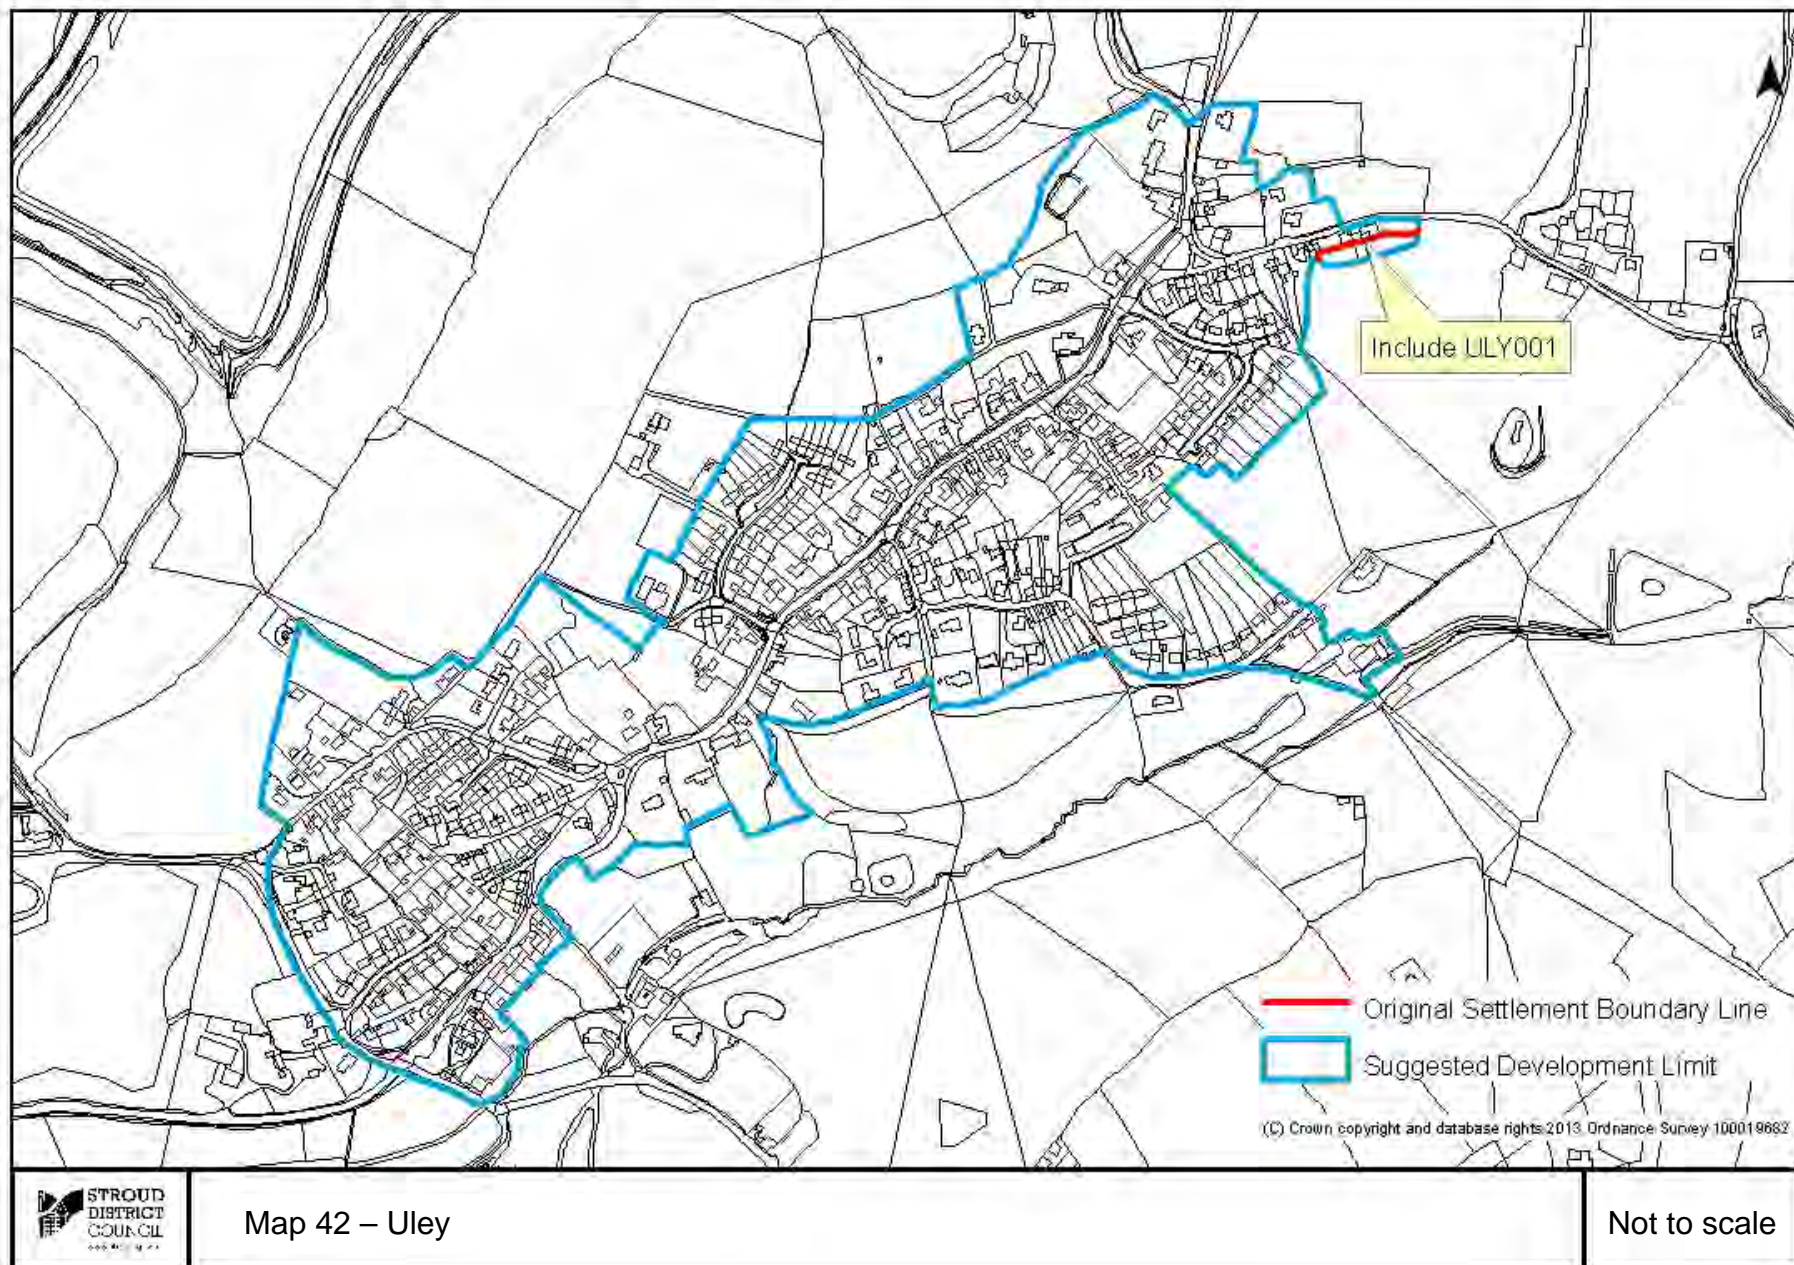 Include ULY001
Original Settlement Boundary Line
Suggested Development Limit
(C) Crown copyright and database rights 2013 Ordnance Survey 100019682
STROUD
DISTRICT
COUNCIL
Map 42 – Uley
Not to scale